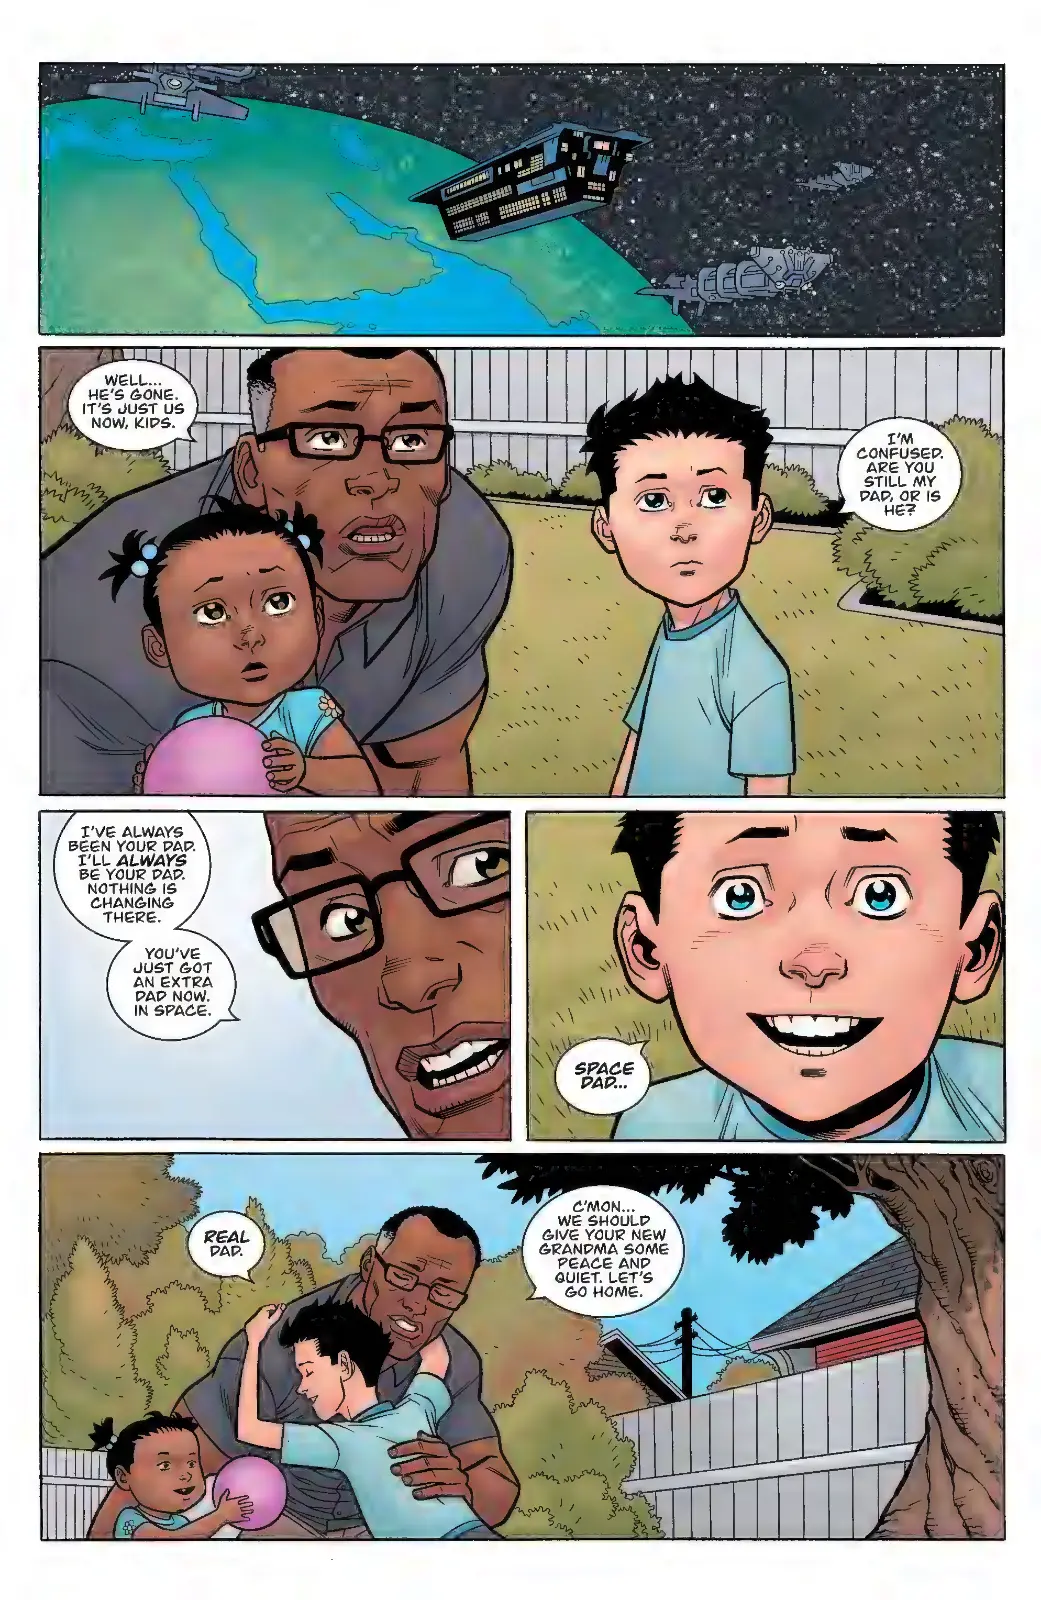 WELL...
HE'S GONE.
IT'S JUST US
NOW, KIDS.
I'M
CONFUSED.
ARE YOU
STILL MY
DAD, OR IS
HE?
I'VE ALWAYS
BEEN YOUR DAD.
I'LL ALWAYS
BE YOUR DAD.
NOTHING IS
CHANGING
THERE.
YOU'VE
JUST GOT
AN EXTRA
DAD NOW.
IN SPACE.
SPACE
DAD...
REAL
DAD.
C'MON...
WE SHOULD
GIVE YOUR NEW
GRANDMA SOME
PEACE AND
QUIET. LET'S
GO HOME.